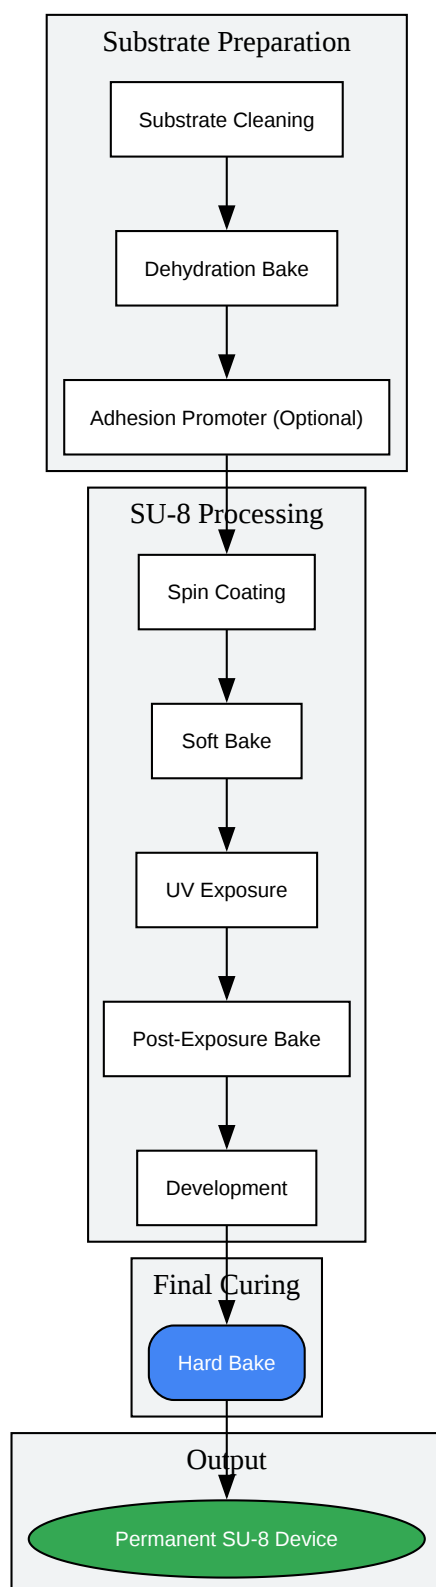 Substrate Preparation
Substrate Cleaning
Dehydration Bake
Adhesion Promoter (Optional)
SU-8 Processing
Spin Coating
Soft Bake
UV Exposure
Post-Exposure Bake
Development
Final Curing
Hard Bake
Output
Permanent SU-8 Device